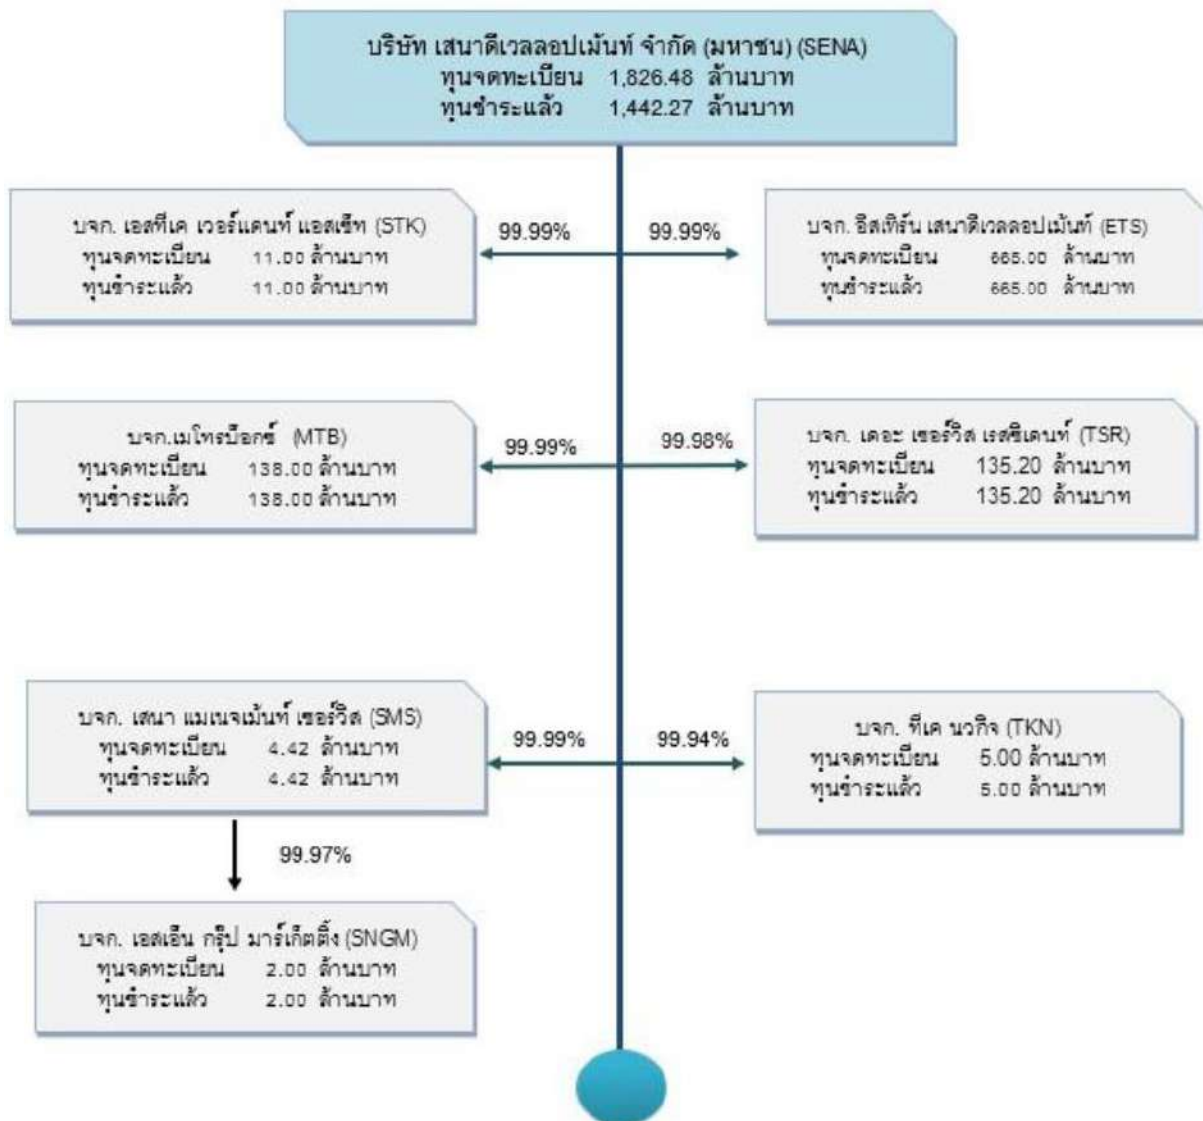 บริษัท เสนาดีเวลลอปเม้นท์ จำกัด (มหาชน) (SENA)
ทุนจดทะเบียน 1,826.48 ล้านบาท
ทุนชำระแล้ว 1,442.27 ล้านบาท
บจก. เอสทีเค เวอร์แดนท์ แอสเซ็ท (STK)
ทุนจดทะเบียน 11.00 ล้านบาท
ทุนชำระแล้ว 11.00 ล้านบาท
99.99%
99.99%
บจก. อิสเทิร์น เสนาดีเวลลอปเม้นท์ (ETS)
ทุนจดทะเบียน 665.00 ล้านบาท
ทุนชำระแล้ว 665.00 ล้านบาท
บจก.เมโทรบ็อกซ์ (MTB)
ทุนจดทะเบียน 138.00 ล้านบาท
ทุนชำระแล้ว 138.00 ล้านบาท
99.99%
99.98%
บจก. เดอะ เซอร์วิส เรสซิเดนท์ (TSR)
ทุนจดทะเบียน 135.20 ล้านบาท
ทุนชำระแล้ว 135.20 ล้านบาท
บจก. เสนา แมเนจเม้นท์ เซอร์วิส (SMS)
ทุนจดทะเบียน 4.42 ล้านบาท
ทุนชำระแล้ว 4.42 ล้านบาท
99.99%
99.94%
บจก. ทีเค นวกิจ (TKN)
ทุนจดทะเบียน 5.00 ล้านบาท
ทุนชำระแล้ว 5.00 ล้านบาท
99.97%
บจก. เอสเอ็น กรุ๊ป มาร์เก็ตติ้ง (SNGM)
ทุนจดทะเบียน 2.00 ล้านบาท
ทุนชำระแล้ว 2.00 ล้านบาท